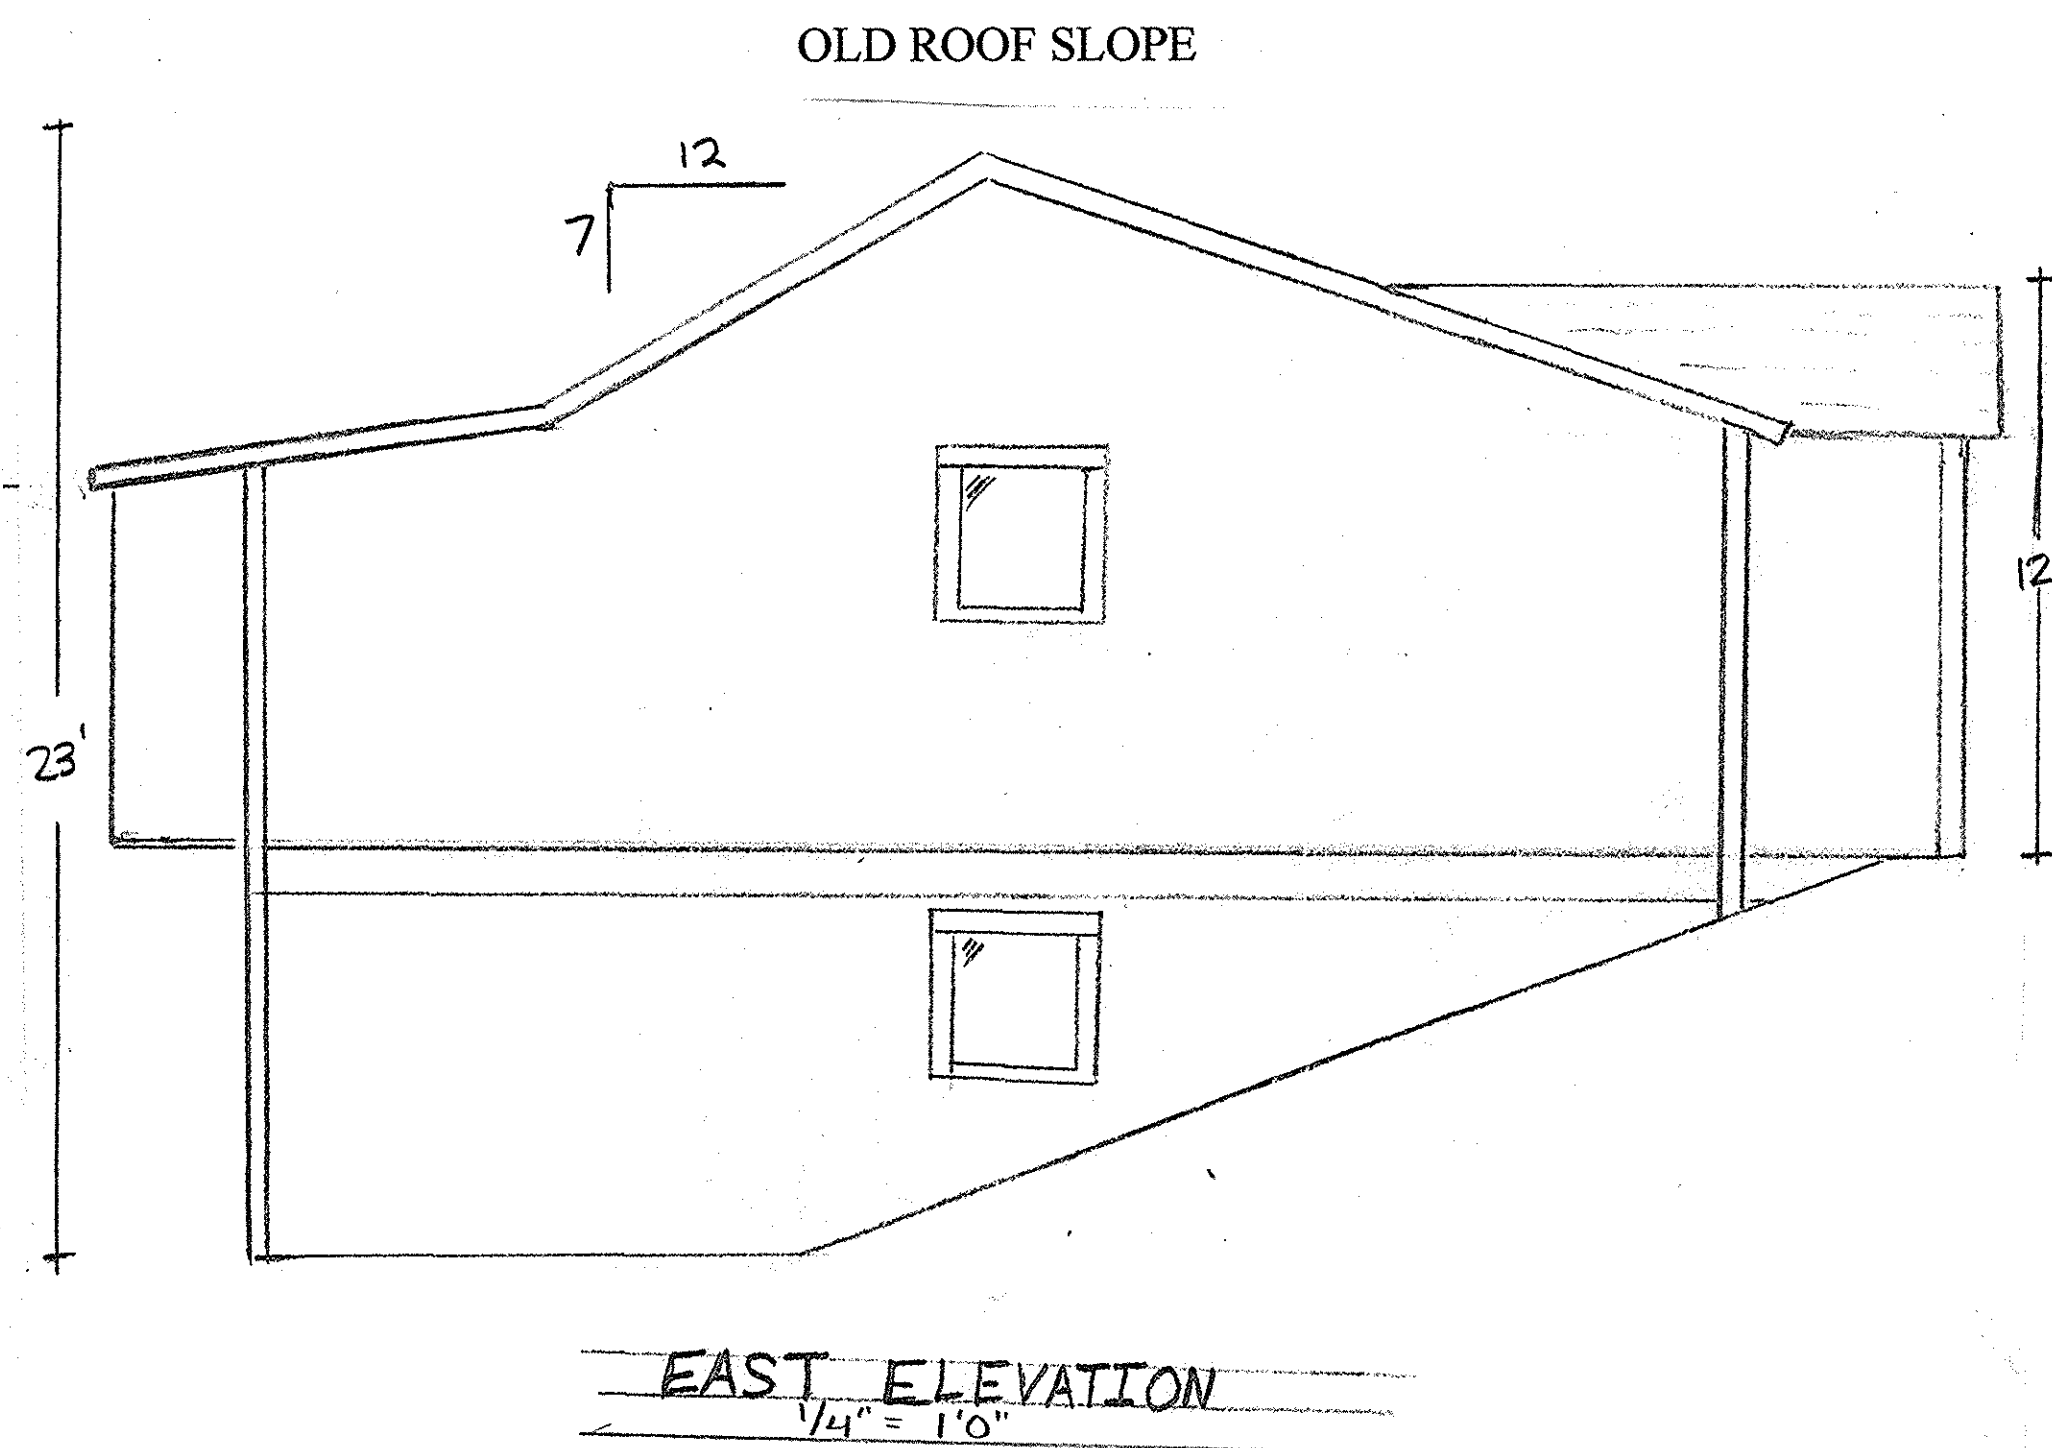 OLD ROOF SLOPE
12
7
12
23'
EAST ELEVATION
1/4" = 1'0"